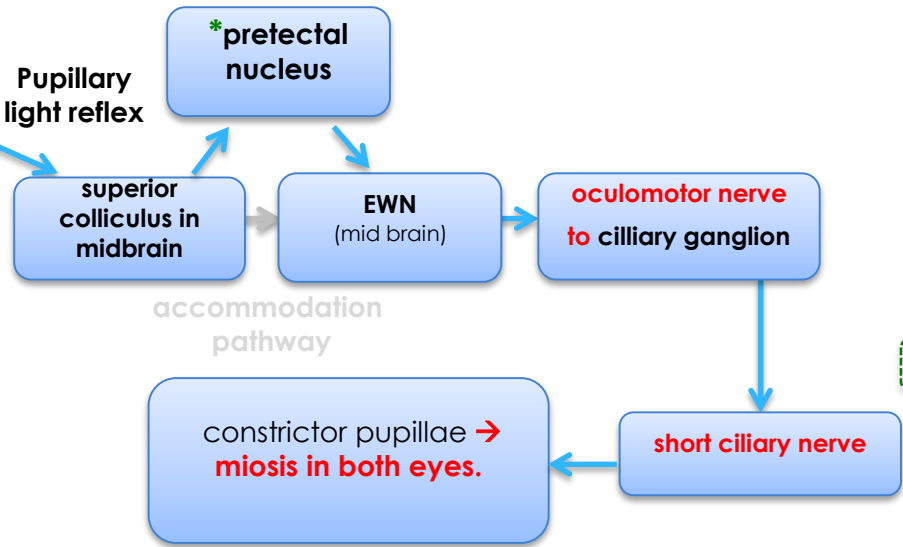 *pretectal
nucleus
Pupillary
light reflex
superior
colliculus in
midbrain
EWN
(mid brain)
oculomotor nerve
to cilliary ganglion
accommodation
pathway
constrictor pupillae →
miosis in both eyes.
short ciliary nerve